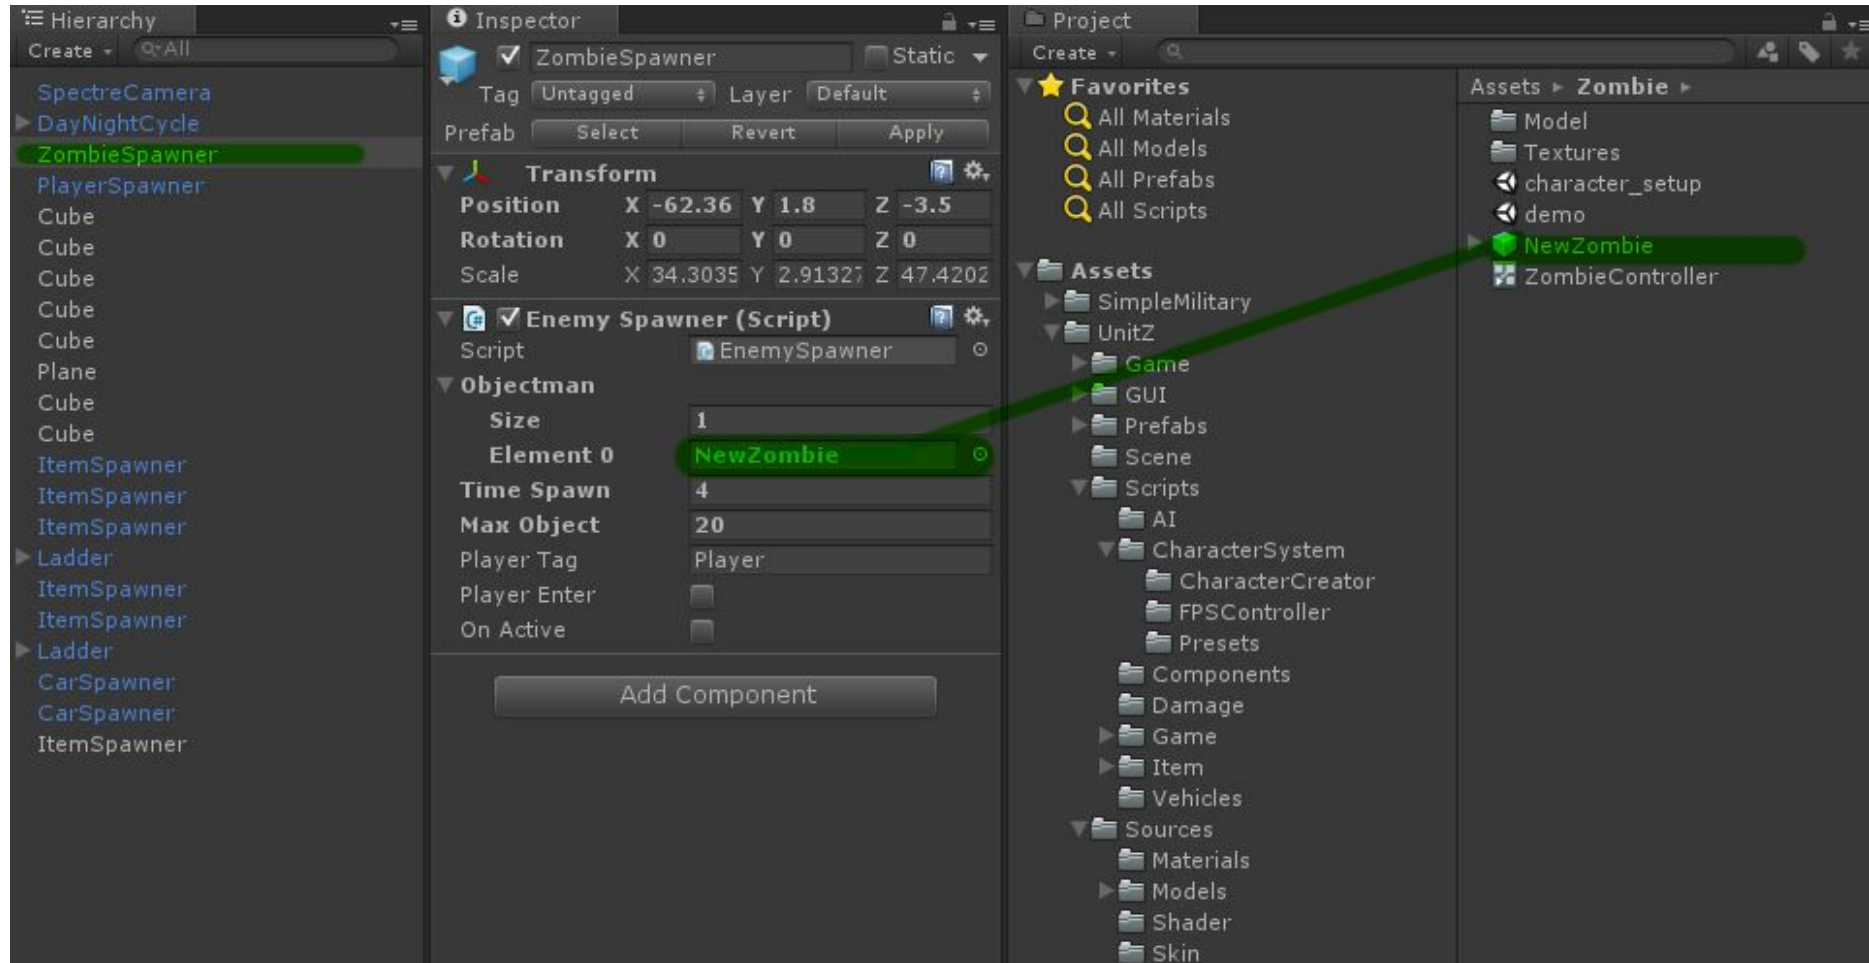 Hierarchy
Create All
SpectreCamera
DayNightCycle
ZombieSpawner
PlayerSpawner
Cube
Cube
Cube
Cube
Cube
Plane
Cube
Cube
ItemSpawner
ItemSpawner
ItemSpawner
Ladder
ItemSpawner
ItemSpawner
Ladder
CarSpawner
CarSpawner
ItemSpawner
Inspector
ZombieSpawner Static
Tag Untagged Layer Default
Prefab Select Revert Apply
Transform
Position X -62.36 Y 1.8 Z -3.5
Rotation X 0 Y 0 Z 0
Scale X 34.3035 Y 2.91327 Z 47.4202
Enemy Spawner (Script)
Script EnemySpawner
Objectman
Size 1
Element 0 NewZombie
Time Spawn 4
Max Object 20
Player Tag Player
Player Enter
On Active
Add Component
Project
Create
Favorites
All Materials
All Models
All Prefabs
All Scripts
Assets
SimpleMilitary
UnitZ
Game
GUI
Prefabs
Scene
Scripts
AI
CharacterSystem
CharacterCreator
FPSController
Presets
Components
Damage
Game
Item
Vehicles
Sources
Materials
Models
Shader
Skin
Assets Zombie
Model
Textures
character_setup
demo
NewZombie
ZombieController